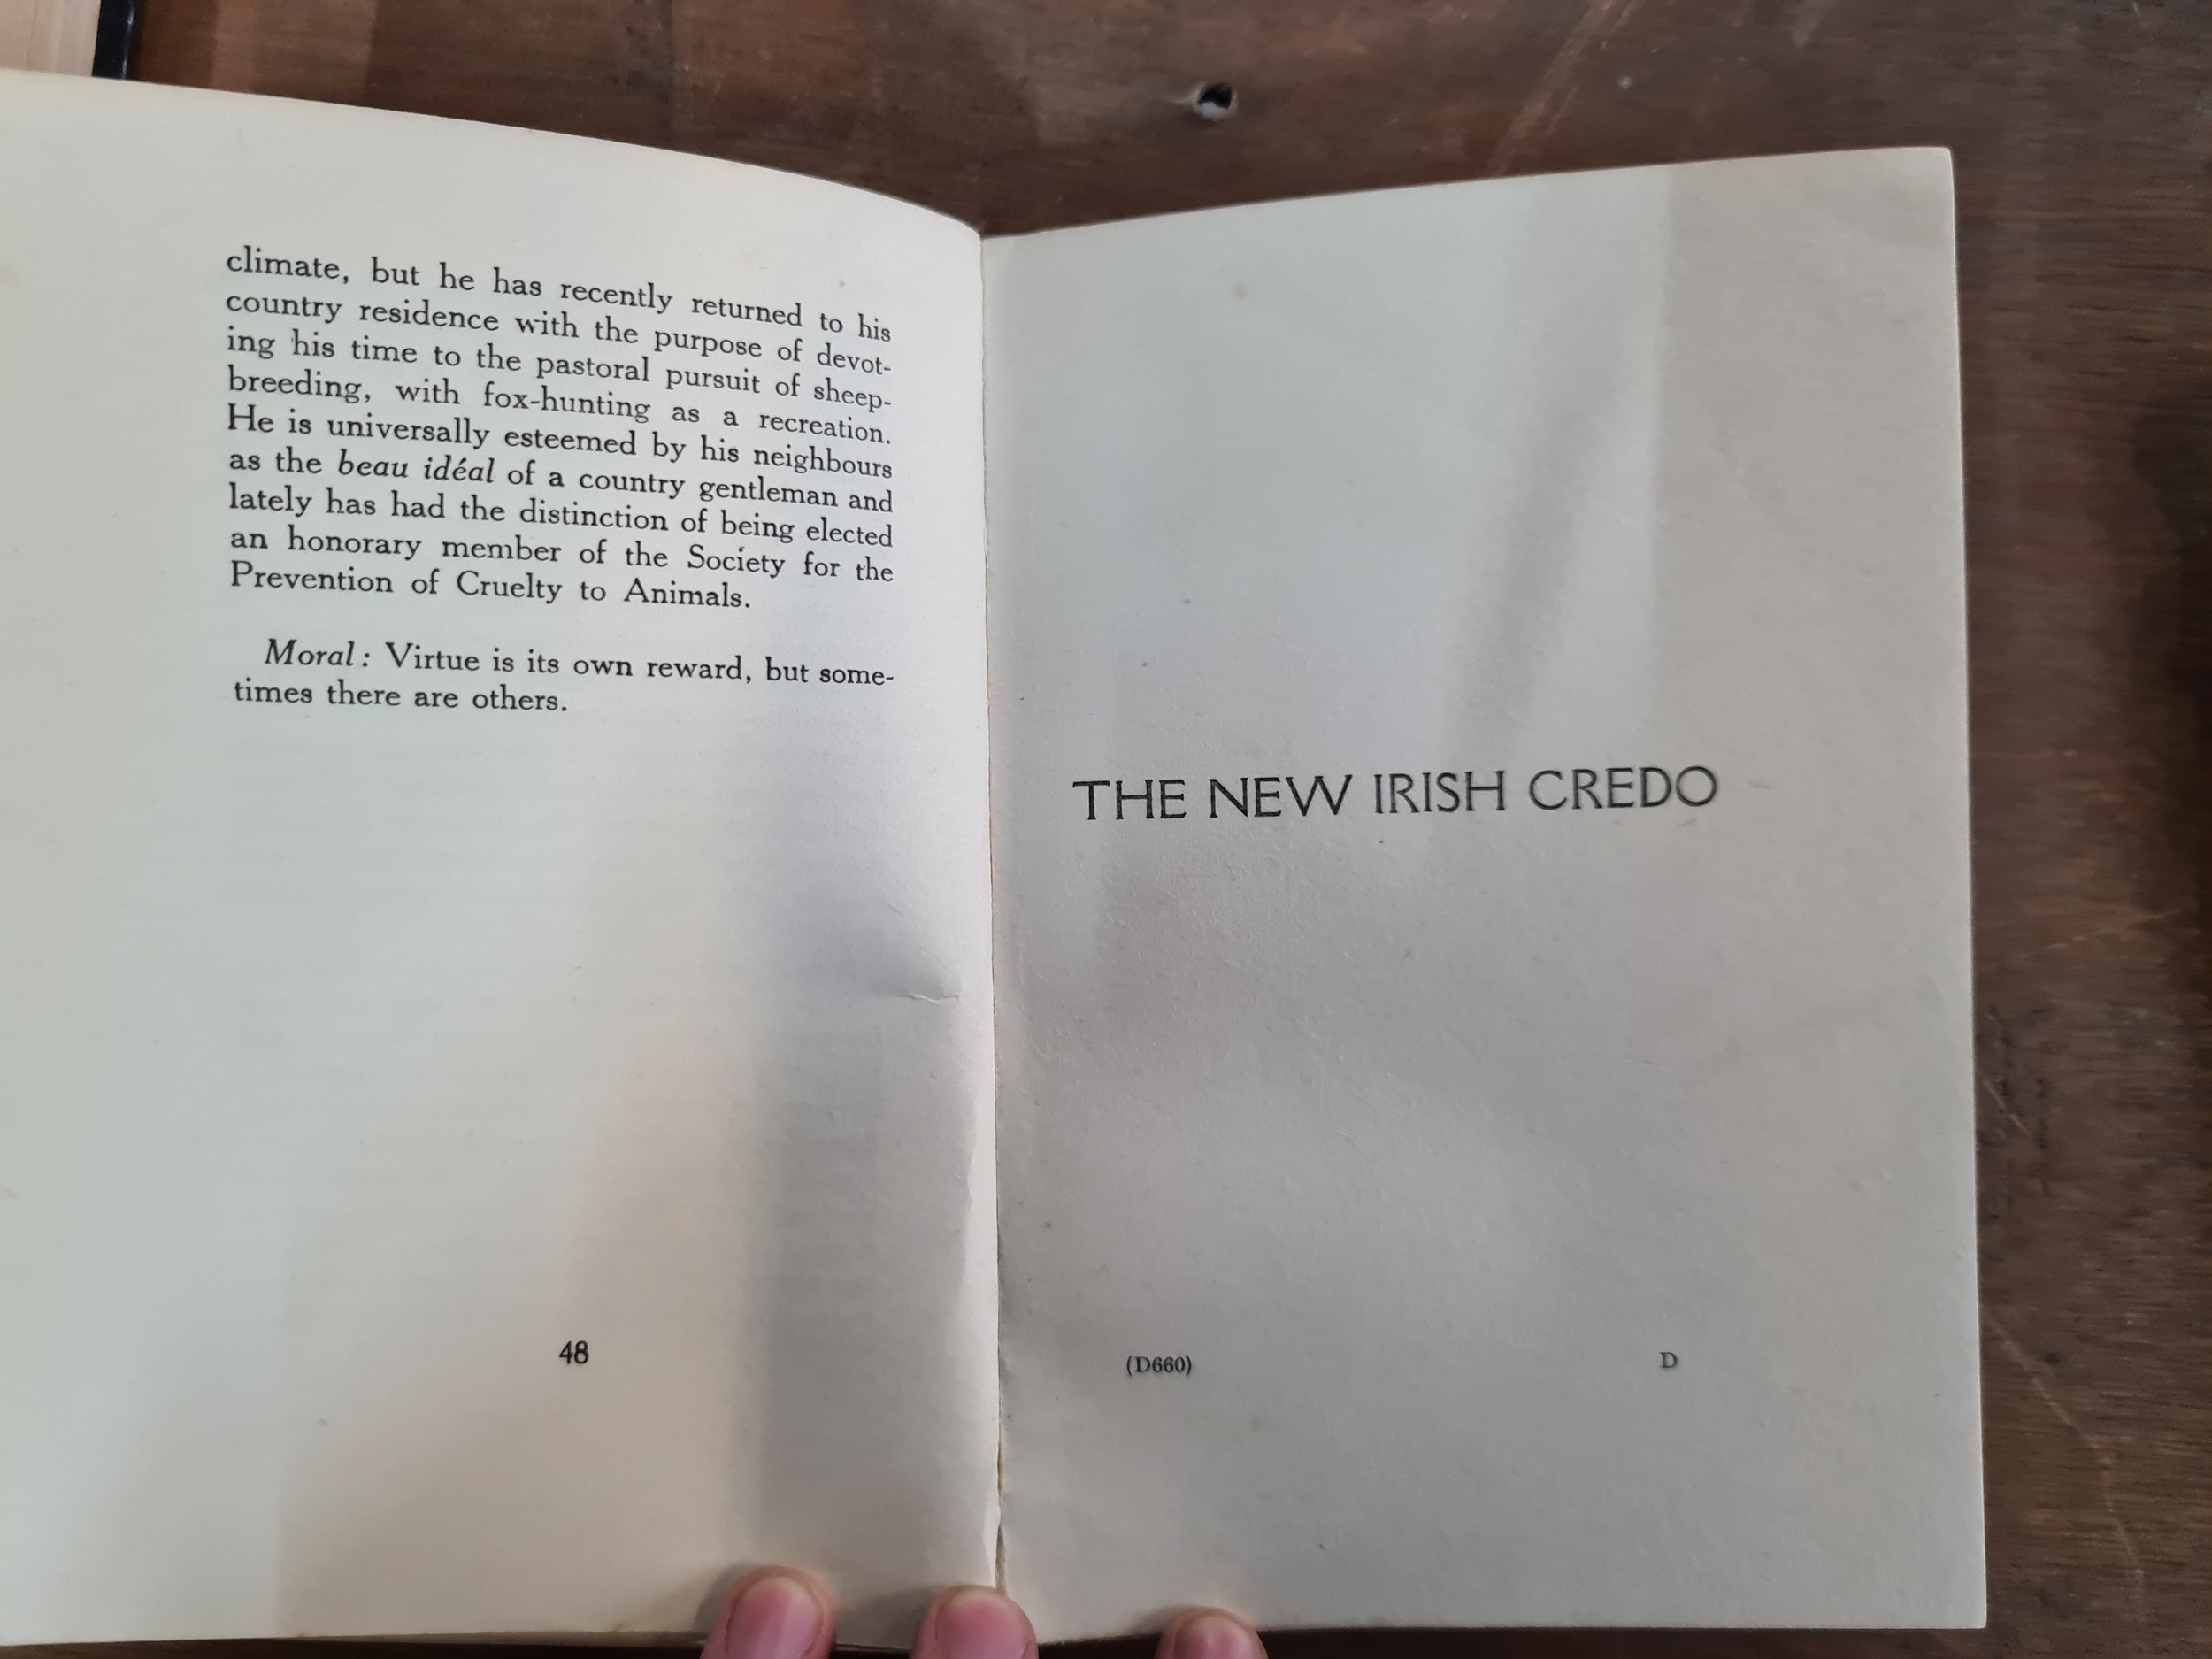 climate, but he has recently returned to his
country residence with the purpose of devot-
ing his time to the pastoral pursuit of sheep-
breeding, with fox-hunting as a recreation.
He is universally esteemed by his neighbours
as the beau idéal of a country gentleman and
lately has had the distinction of being elected
an honorary member of the Society for the
Prevention of Cruelty to Animals.
Moral: Virtue is its own reward, but some-
times there are others.
48
THE NEW IRISH CREDO
(D660) D